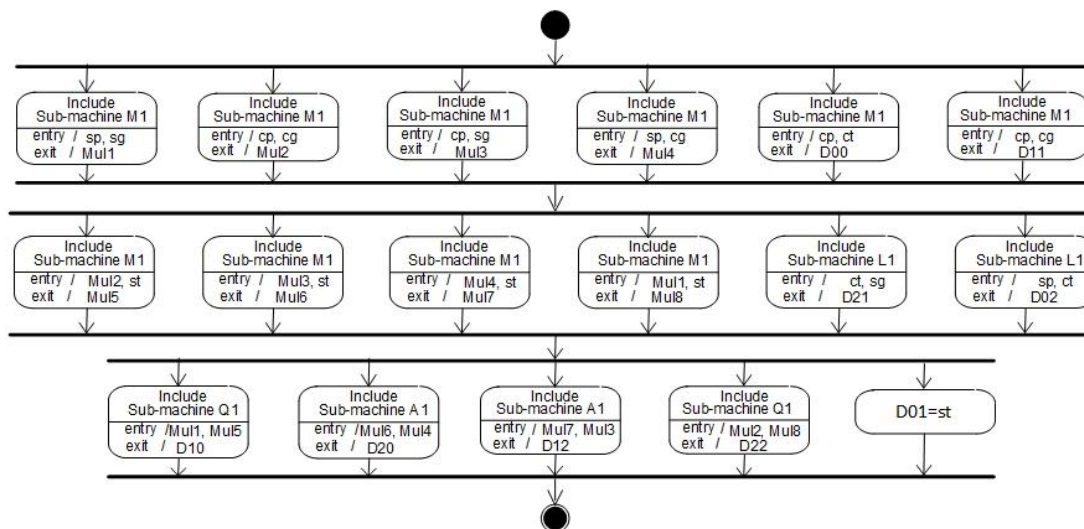 Include
Sub-machine M1
entry / sp, sg
exit / Mul1
Include
Sub-machine M1
entry / cp, cg
exit / Mul2
Include
Sub-machine M1
entry / cp, sg
exit / Mul3
Include
Sub-machine M1
entry / sp, cg
exit / Mul4
Include
Sub-machine M1
entry / cp, ct
exit / D00
Include
Sub-machine M1
entry / cp, cg
exit / D11
Include
Sub-machine M1
entry / Mul2, st
exit / Mul5
Include
Sub-machine M1
entry / Mul3, st
exit / Mul6
Include
Sub-machine M1
entry / Mul4, st
exit / Mul7
Include
Sub-machine M1
entry / Mul1, st
exit / Mul8
Include
Sub-machine L1
entry / ct, sg
exit / D21
Include
Sub-machine L1
entry / sp, ct
exit / D02
Include
Sub-machine Q1
entry /Mul1, Mul5
exit / D10
Include
Sub-machine A1
entry /Mul6, Mul4
exit / D20
Include
Sub-machine A1
entry / Mul7, Mul3
exit / D12
Include
Sub-machine Q1
entry / Mul2, Mul8
exit / D22
D01=st